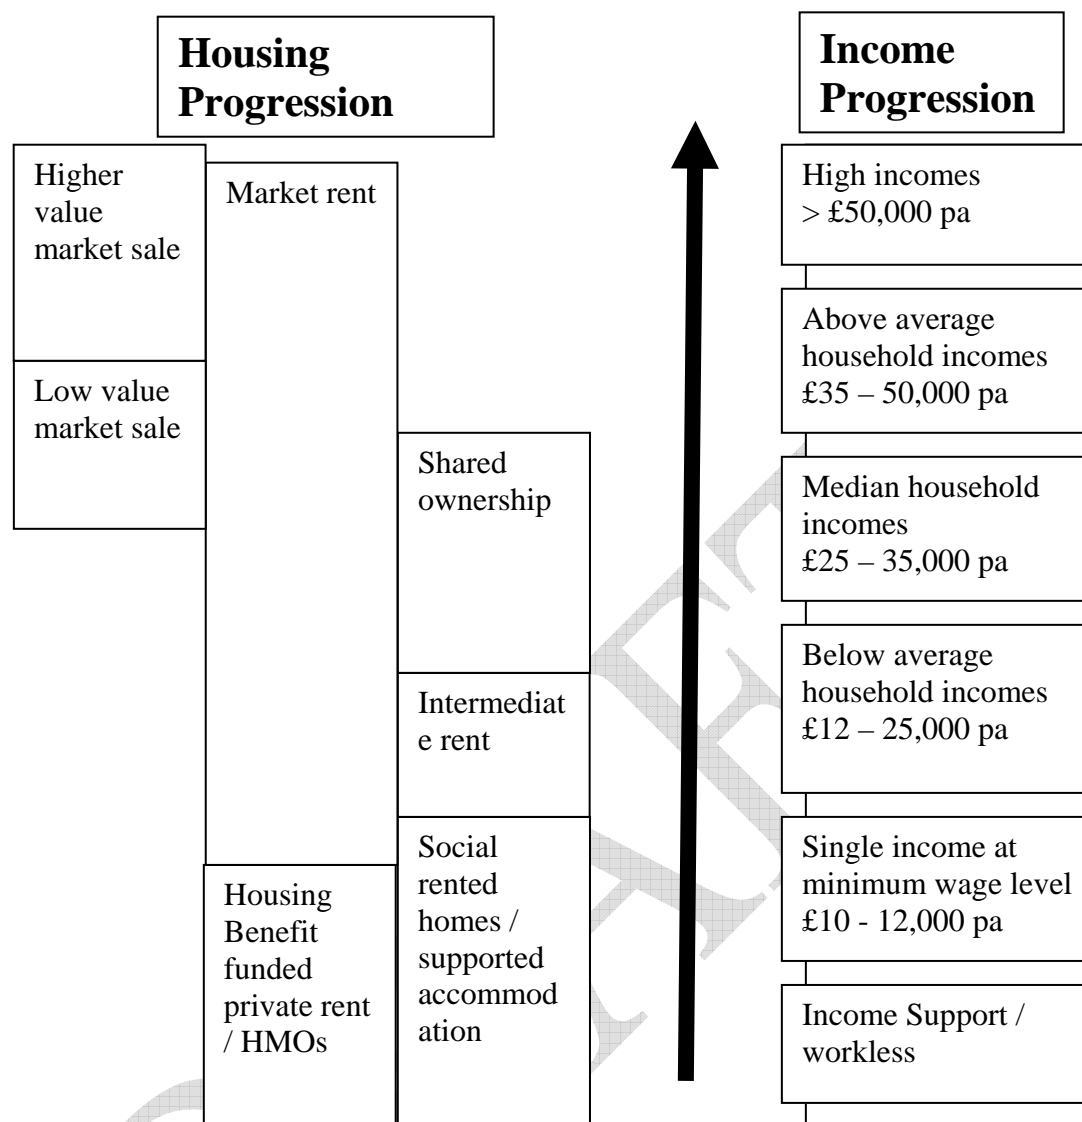 Housing
Progression
Income
Progression
Higher
value
market sale
Market rent
Low value
market sale
Shared
ownership
Intermediat
e rent
Housing
Benefit
funded
private rent
/ HMOs
Social
rented
homes /
supported
accommod
ation
High incomes
> £50,000 pa
Above average
household incomes
£35 – 50,000 pa
Median household
incomes
£25 – 35,000 pa
Below average
household incomes
£12 – 25,000 pa
Single income at
minimum wage level
£10 - 12,000 pa
Income Support /
workless